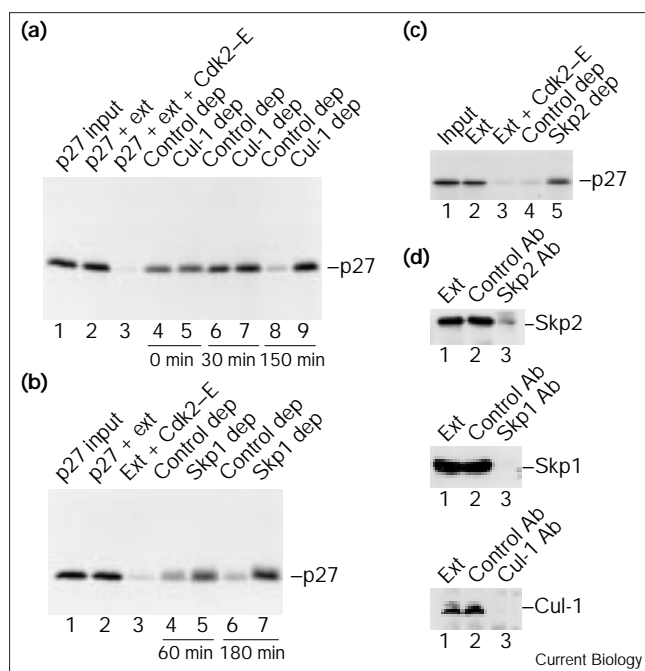 (a)
p27 input
p27 + ext
p27 + ext + Cdk2–E
Control dep
Cul-1 dep
Control dep
Cul-1 dep
Control dep
Cul-1 dep
–p27
1 2 3 4 5 6 7 8 9
0 min 30 min 150 min
(b)
p27 input
p27 + ext
Ext + Cdk2–E
Control dep
Skp1 dep
Control dep
Skp1 dep
–p27
1 2 3 4 5 6 7
60 min 180 min
(c)
Input
Ext
Ext + Cdk2–E
Control dep
Skp2 dep
–p27
1 2 3 4 5
(d)
Ext
Control Ab
Skp2 Ab
–Skp2
1 2 3
Ext
Control Ab
Skp1 Ab
–Skp1
1 2 3
Ext
Control Ab
Cul-1 Ab
–Cul-1
1 2 3
Current Biology